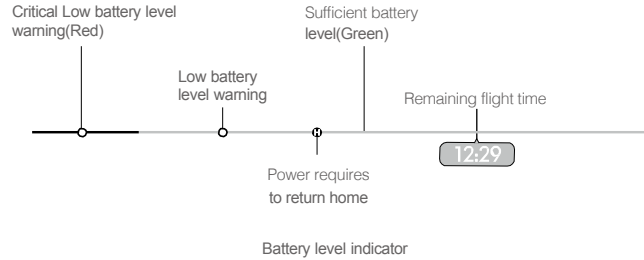 Critical Low battery level
warning(Red)
Sufficient battery
level(Green)
Low battery
level warning
Remaining flight time
H
12:29
Power requires
to return home
Battery level indicator